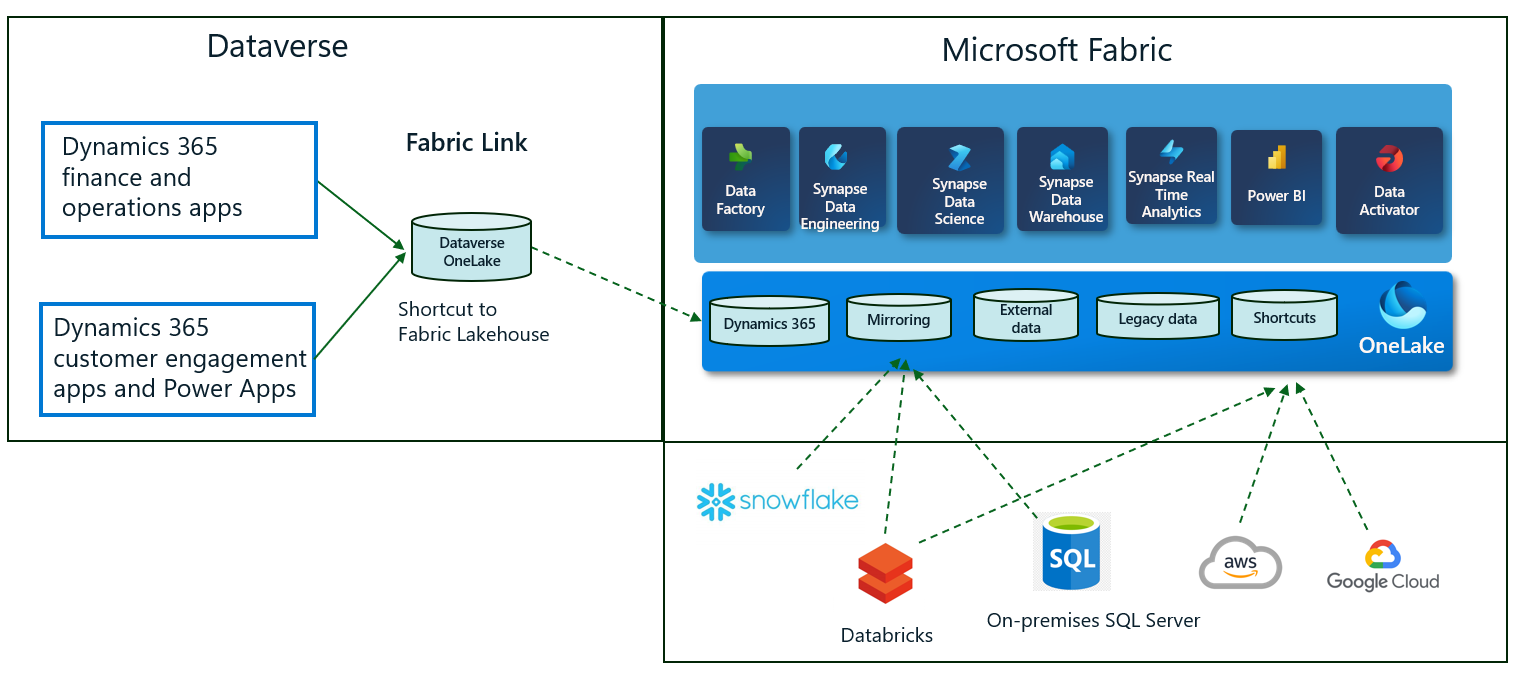 Dataverse
Dynamics 365
finance and
operations apps
Fabric Link
Dataverse
OneLake
Shortcut to
Fabric Lakehouse
Dynamics 365
customer engagement
apps and Power Apps
Microsoft Fabric
Data
Factory
Synapse
Data
Engineering
Synapse
Data
Science
Synapse
Data
Warehouse
Synapse Real
Time
Analytics
Power BI
Data
Activator
Dynamics 365
Mirroring
External
data
Legacy data
Shortcuts
OneLake
snowflake
Databricks
SQL
On-premises SQL Server
aws
Google Cloud